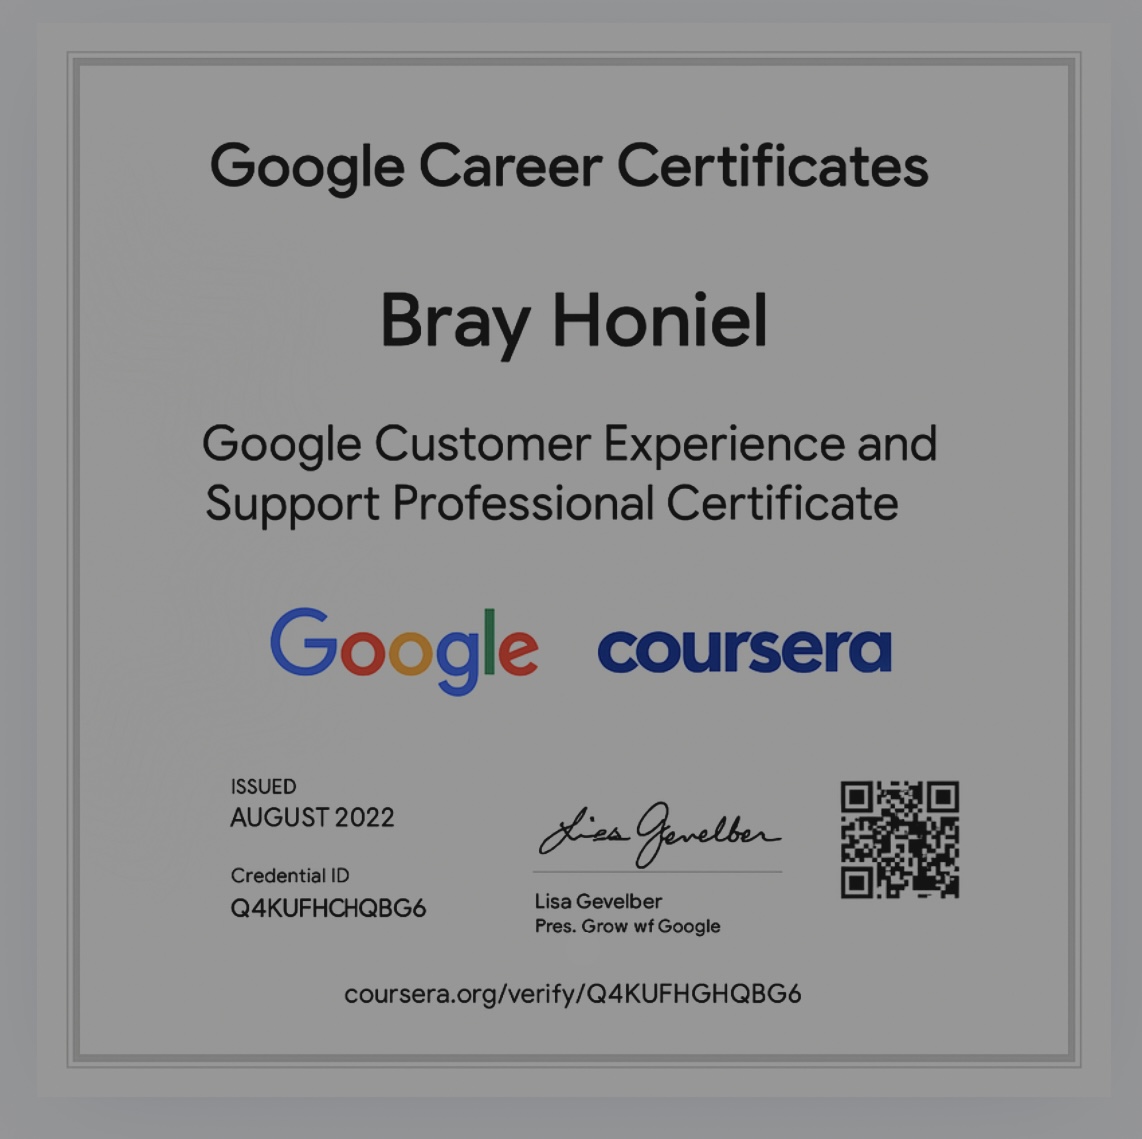 Google Career Certificates
Bray Honiel
Google Customer Experience and
Support Professional Certificate
Google coursera
ISSUED
AUGUST 2022
Credential ID
Q4KUFHCHQBG6
Lisa Gevelber
Lisa Gevelber
Pres. Grow wf Google
coursera.org/verify/Q4KUFHGHQBG6